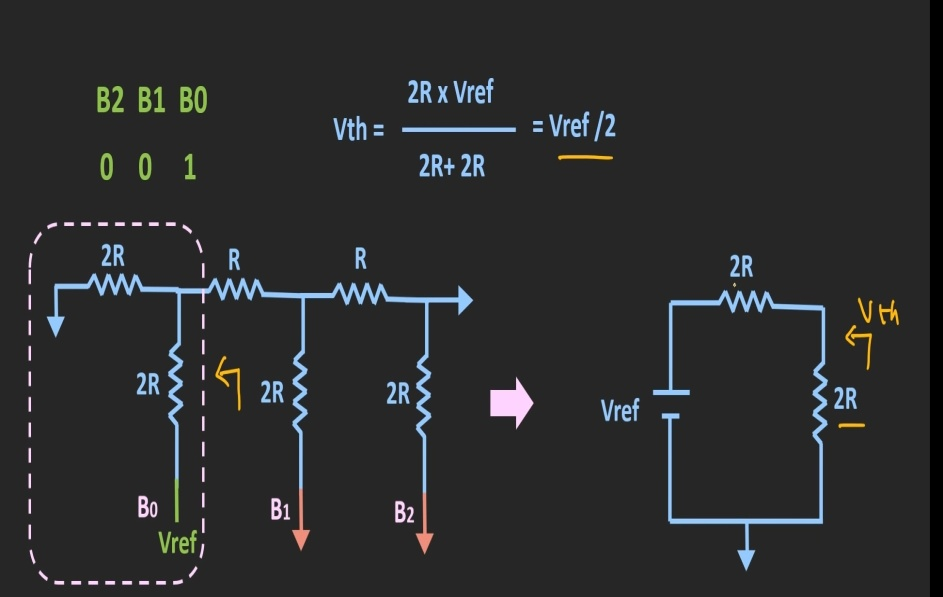 B2 B1 B0
0 0 1
2R x Vref
Vth = = Vref /2
2R+ 2R
2R
R
R
2R
2R
2R
B0
Vref
B1
B2
2R
Vth
2R
Vref